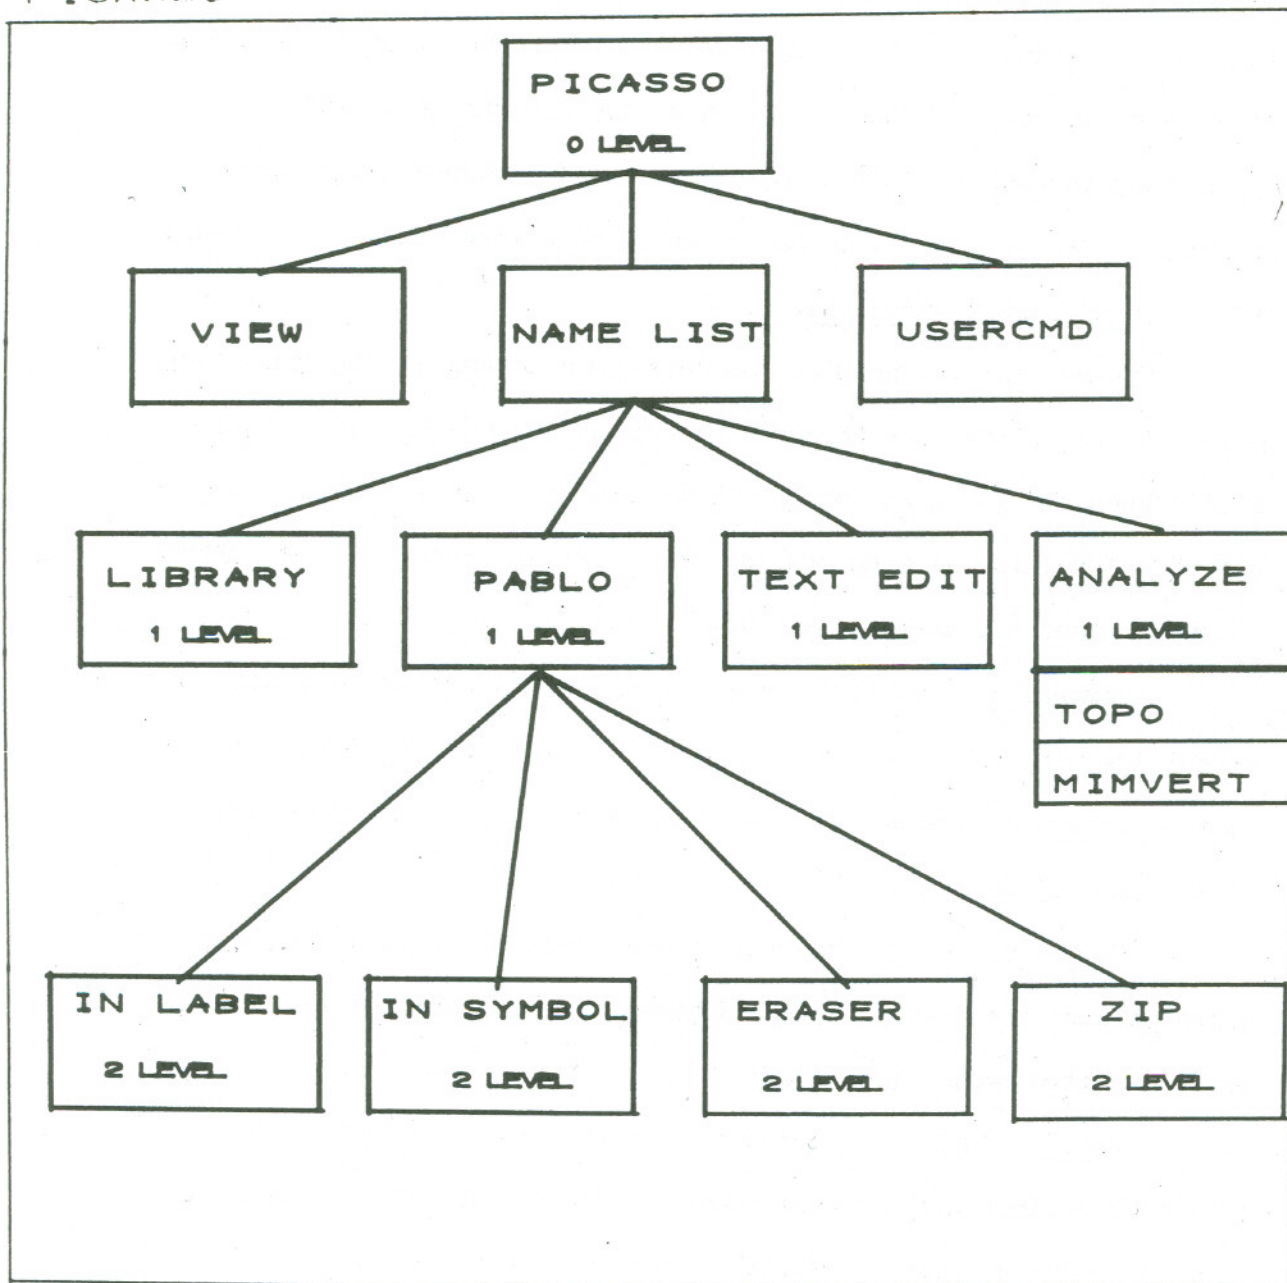 PICASSO
0 LEVEL
VIEW
NAME LIST
USERCMD
LIBRARY
1 LEVEL
PABLO
1 LEVEL
TEXT EDIT
1 LEVEL
ANALYZE
1 LEVEL
TOPO
MIMVERT
IN LABEL
2 LEVEL
IN SYMBOL
2 LEVEL
ERASER
2 LEVEL
ZIP
2 LEVEL